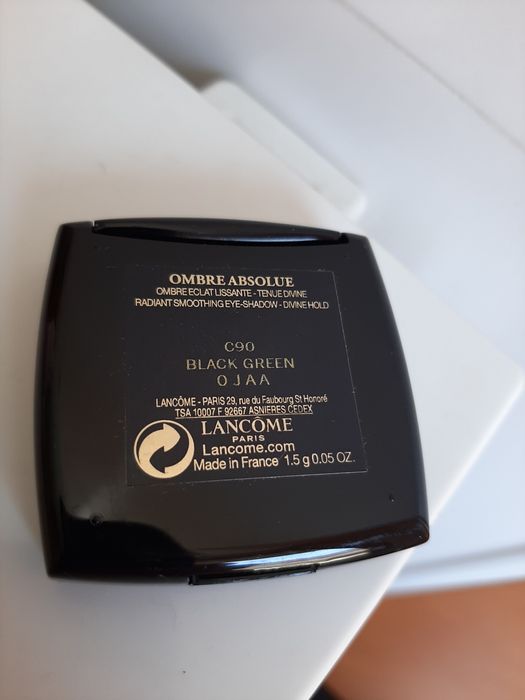 OMBRE ABSOLUE
OMBRE ECLAT LISSANTE - TENUE DIVINE
RADIANT SMOOTHING EYE-SHADOW - DIVINE HOLD
C90
BLACK GREEN
0 J A A
LANCÔME - PARIS 29, rue du Faubourg St Honoré
TSA 10007 F 92667 ASNIERES CEDEX
LANCÔME
PARIS
Lancome.com
Made in France 1.5 g 0.05 OZ.